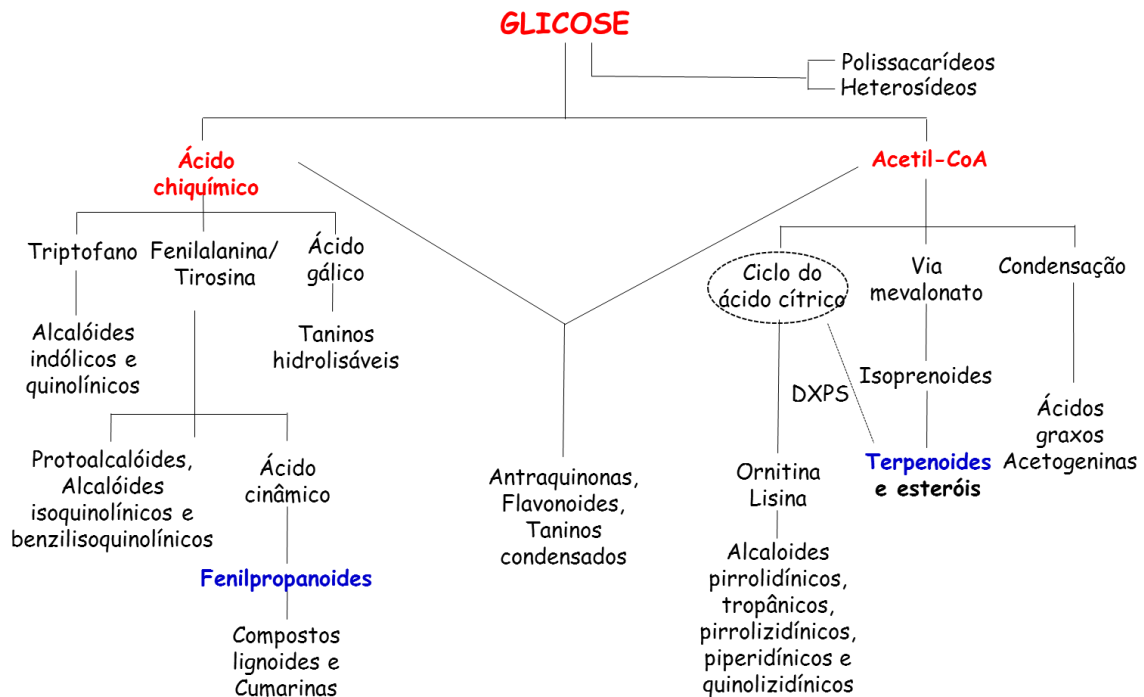 GLICOSE
Polissacarídeos
Heterosídeos
Ácido
chiquímico
Acetil-CoA
Triptofano
Fenilalanina/
Tirosina
Ácido
gálico
Ciclo do
ácido cítrico
Via
mevalonato
Condensação
Alcalóides
indólicos e
quinolínicos
Taninos
hidrolisáveis
DXPS
Isoprenoides
Ácidos
graxos
Acetogeninas
Protoalcalóides,
Alcalóides
isoquinolínicos e
benzilisoquinolínicos
Ácido
cinâmico
Antraquinonas,
Flavonoides,
Taninos
condensados
Ornitina
Lisina
Terpenoides
e esteróis
Fenilpropanoides
Compostos
lignoides e
Cumarinas
Alcaloides
pirrolidínicos,
tropânicos,
pirrolizidínicos,
piperidínicos e
quinolizidínicos